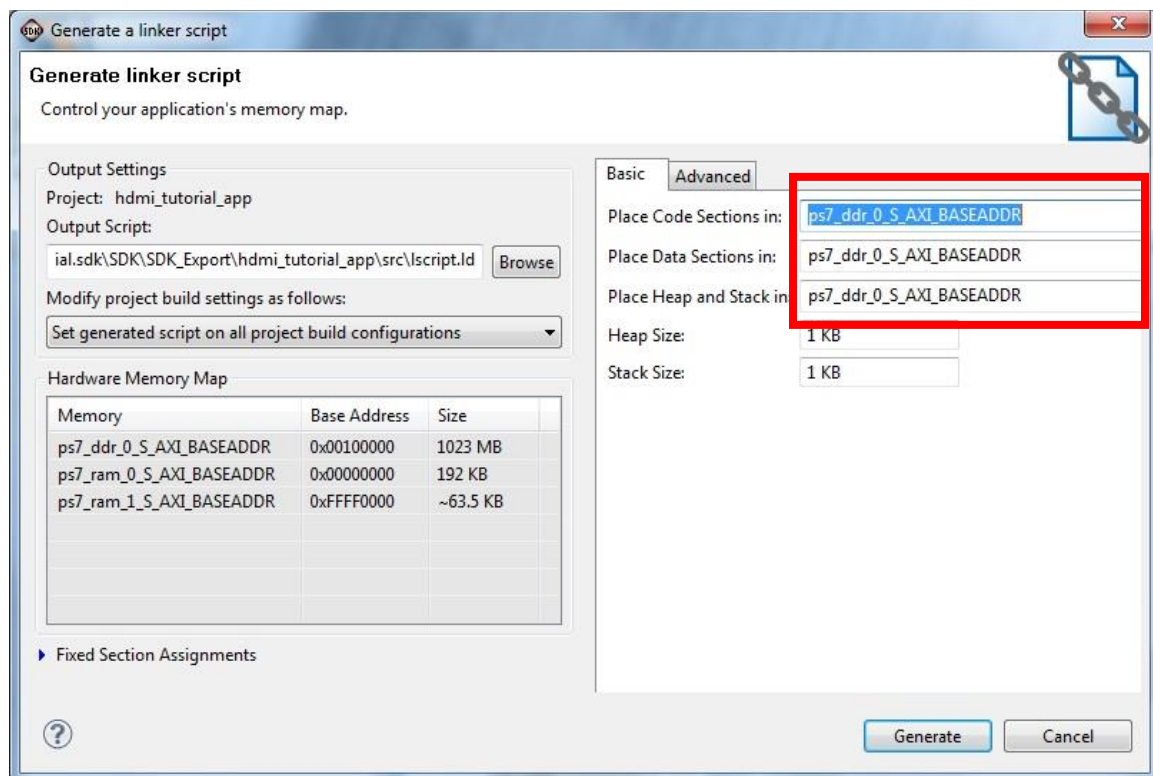 SDK Generate a linker script
Generate linker script
Control your application's memory map.
Output Settings
Project: hdmi_tutorial_app
Output Script:
ial.sdk\SDK\SDK_Export\hdmi_tutorial_app\src\lscript.ld Browse
Modify project build settings as follows:
Set generated script on all project build configurations
Hardware Memory Map
Memory Base Address Size
ps7_ddr_0_S_AXI_BASEADDR 0x00100000 1023 MB
ps7_ram_0_S_AXI_BASEADDR 0x00000000 192 KB
ps7_ram_1_S_AXI_BASEADDR 0xFFFF0000 ~63.5 KB
Fixed Section Assignments
Basic Advanced
Place Code Sections in: ps7_ddr_0_S_AXI_BASEADDR
Place Data Sections in: ps7_ddr_0_S_AXI_BASEADDR
Place Heap and Stack in ps7_ddr_0_S_AXI_BASEADDR
Heap Size: 1 KB
Stack Size: 1 KB
? Generate Cancel